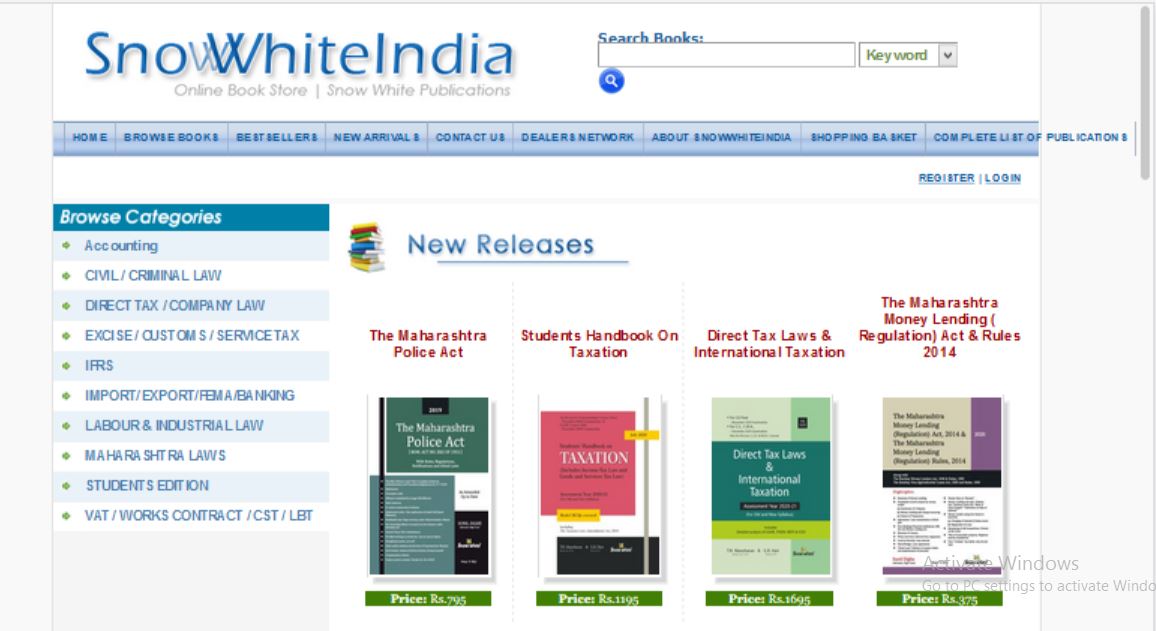 SnowWhiteIndia
Online Book Store | Snow White Publications
Search Books:
Keyword
HOME BROWSE BOOKS BESTSELLERS NEW ARRIVALS CONTACT US DEALERS NETWORK ABOUT SNOWWHITEINDIA SHOPPING BASKET COMPLETE LIST OF PUBLICATIONS
REGISTER | LOGIN
Browse Categories
Accounting
CIVIL / CRIMINAL LAW
DIRECT TAX / COMPANY LAW
EXCISE / CUSTOMS / SERVICE TAX
IFRS
IMPORT/EXPORT/FEMA/BANKING
LABOUR & INDUSTRIAL LAW
MAHARASHTRA LAWS
STUDENTS EDITION
VAT / WORKS CONTRACT / CST / LBT
New Releases
The Maharashtra
Police Act
2019
The Maharashtra
Police Act
Price: Rs.795
Students Handbook On
Taxation
Students Handbook on
TAXATION
Price: Rs.1195
Direct Tax Laws &
International Taxation
Direct Tax Laws
&
International
Taxation
Assessment Year 2020-21
Price: Rs.1695
The Maharashtra
Money Lending (
Regulation) Act & Rules
2014
The Maharashtra
Money Lending
(Regulation) Act, 2014 &
The Maharashtra
Money Lending
(Regulation) Rules, 2014
2020
Price: Rs.375
Activate Windows
Go to PC settings to activate Windo